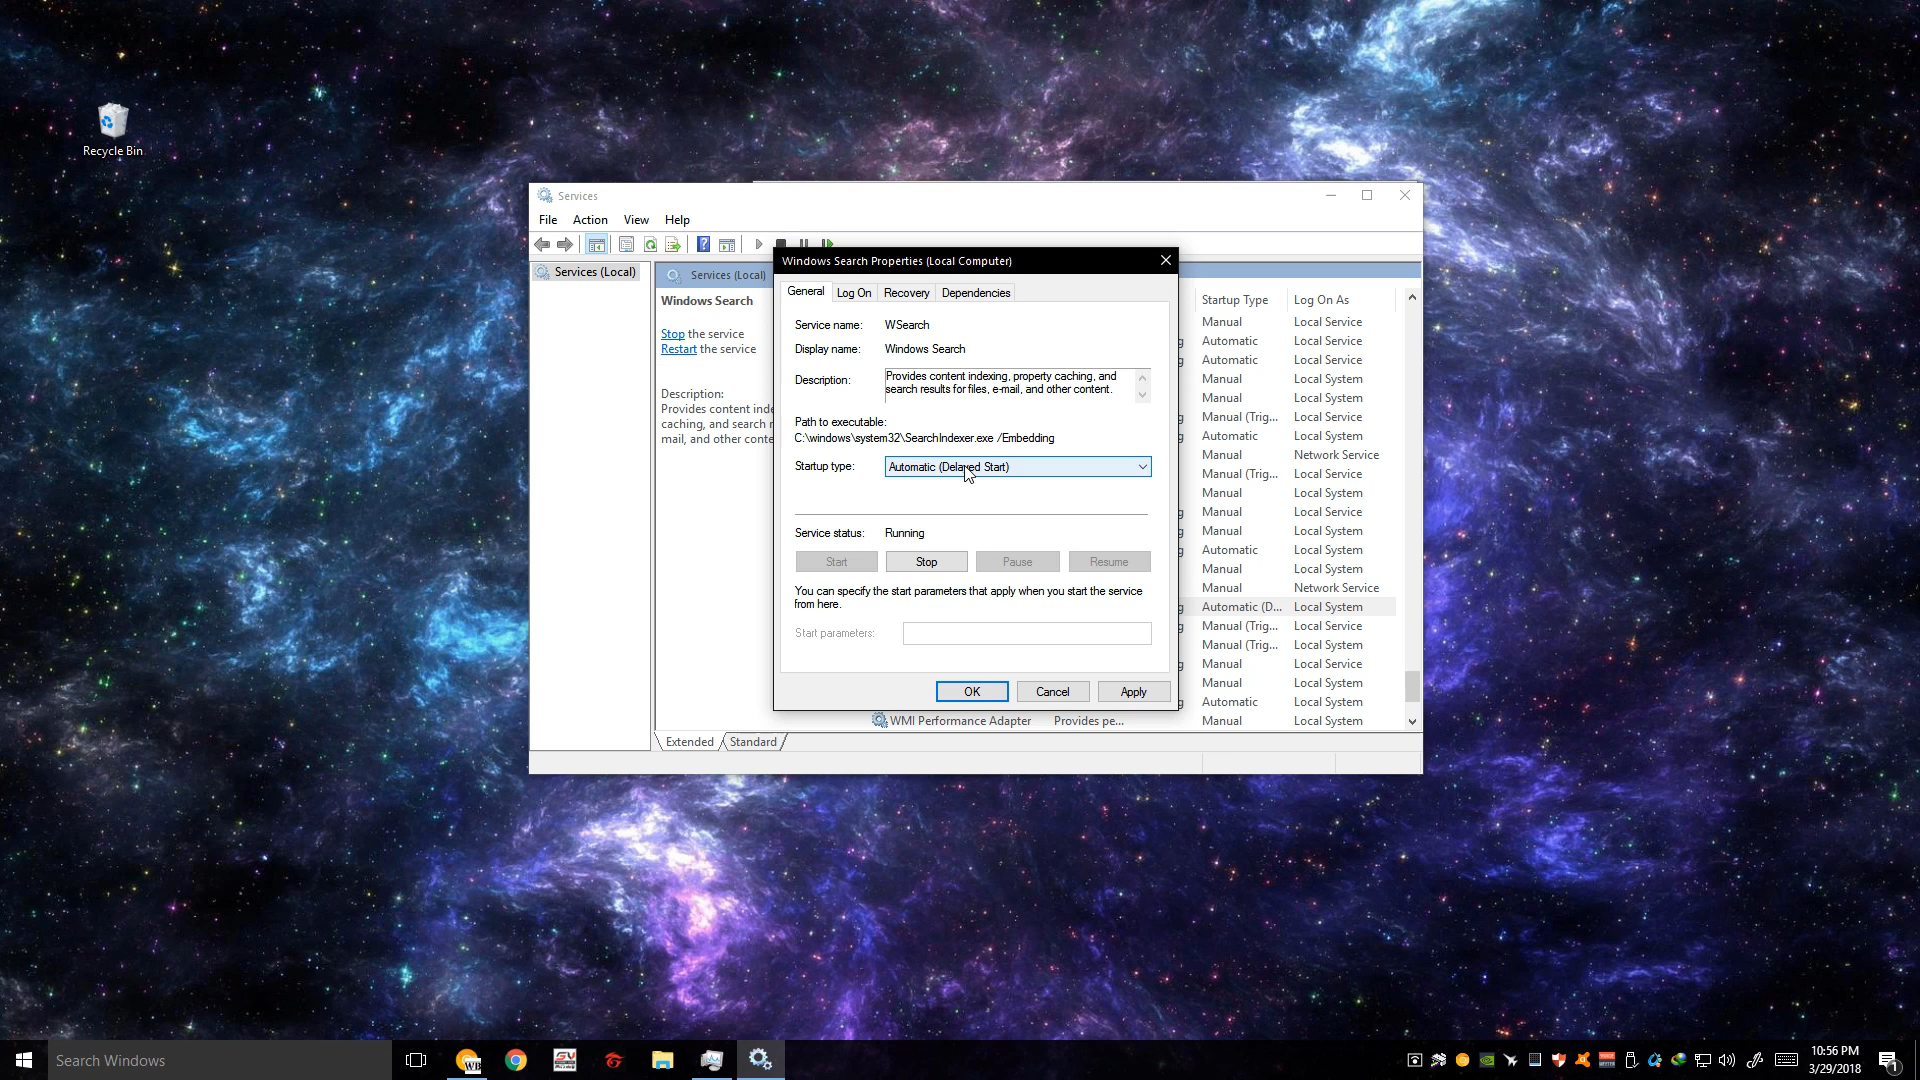 Recycle Bin
Services
File Action View Help
Services (Local)
Services (Local)
Windows Search
Stop the service
Restart the service
Description:
Provides content inde
caching, and search r
mail, and other conte
Windows Search Properties (Local Computer)
General Log On Recovery Dependencies
Service name: WSearch
Display name: Windows Search
Description: Provides content indexing, property caching, and
search results for files, e-mail, and other content.
Path to executable:
C:\windows\system32\SearchIndexer.exe /Embedding
Startup type: Automatic (Delayed Start)
Service status: Running
Start Stop Pause Resume
You can specify the start parameters that apply when you start the service
from here.
Start parameters:
OK Cancel Apply
Startup Type Log On As
Manual Local Service
g Automatic Local Service
g Automatic Local Service
Manual Local System
Manual Local System
Manual (Trig... Local Service
g Automatic Local System
Manual Network Service
g Manual (Trig... Local Service
Manual Local System
g Manual Local Service
g Manual Local System
g Automatic Local System
Manual Local System
Manual Network Service
g Automatic (D... Local System
g Manual (Trig... Local Service
Manual (Trig... Local System
g Manual Local Service
Manual Local System
g Automatic Local System
WMI Performance Adapter Provides pe... Manual Local System
Extended Standard
Search Windows
WB
SV
10:56 PM
3/29/2018
1